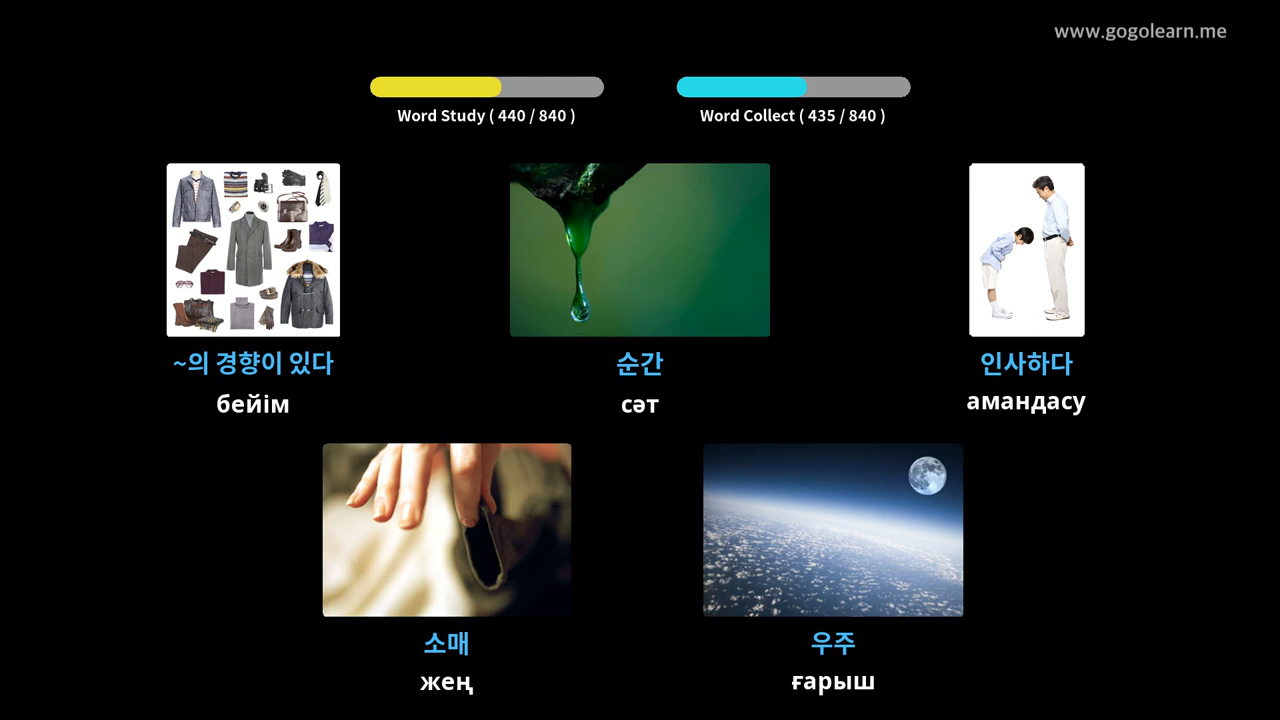 www.gogolearn.me
Word Study ( 440 / 840 )
Word Collect ( 435 / 840 )
~의 경향이 있다
бейім
순간
сәт
인사하다
амандасу
소매
жең
우주
ғарыш